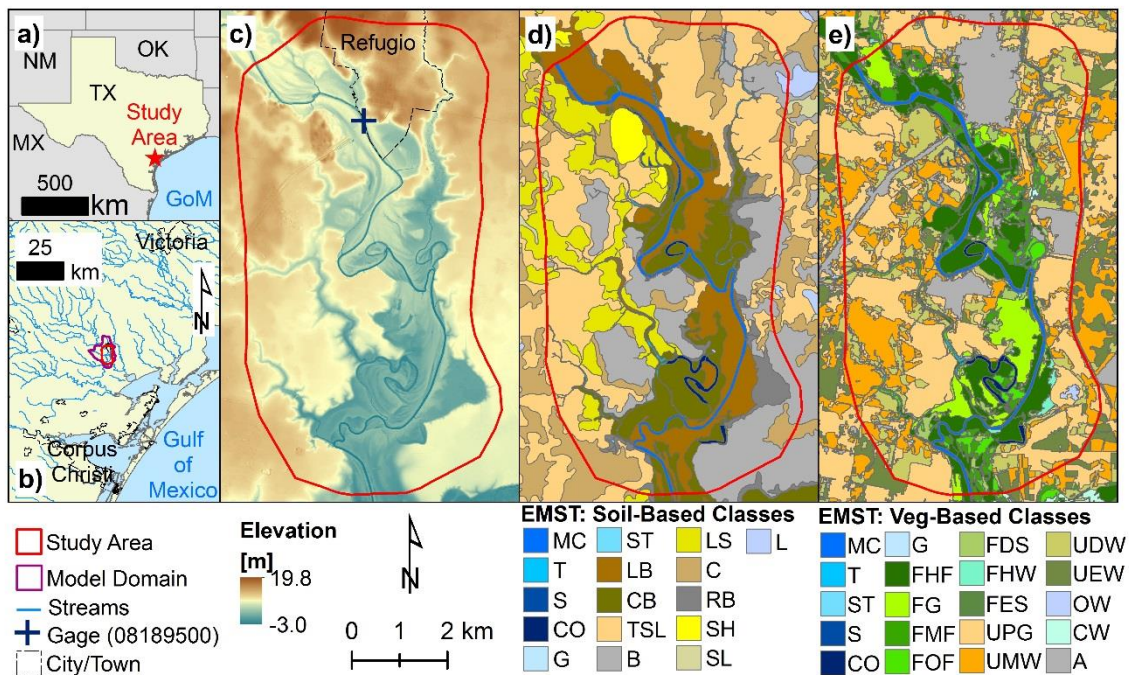 a)
NM
OK
TX
Study
Area
MX
500
km
GoM
25
km
Victoria
N
Corpus
Christi
Gulf
of
Mexico
b)
c)
Refugio
d)
e)
Study Area
Model Domain
Streams
Gage (08189500)
City/Town
Elevation
[m]
19.8
-3.0
N
0 1 2 km
EMST: Soil-Based Classes
MC ST LS L
T LB C
S CB RB
CO TSL SH
G B SL
EMST: Veg-Based Classes
MC G FDS UDW
T FHF FHW UEW
ST FG FES OW
S FMF UPG CW
CO FOF UMW A